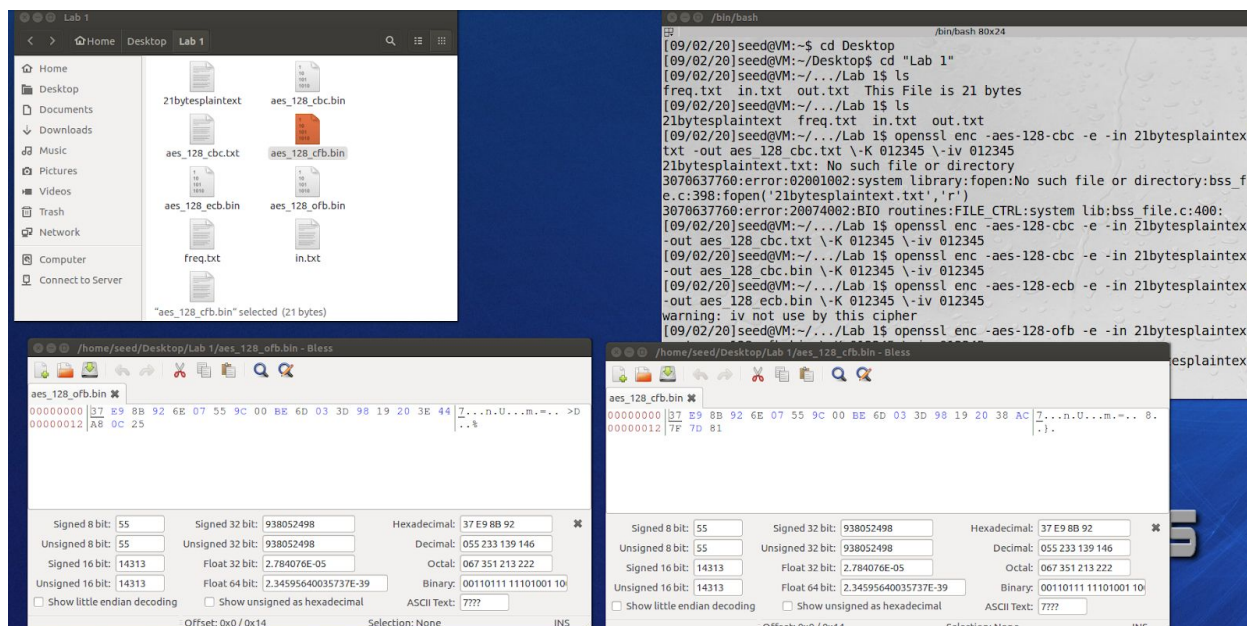 Lab 1
Home Desktop Lab 1
Home
Desktop
Documents
Downloads
Music
Pictures
Videos
Trash
Network
Computer
Connect to Server
21bytesplaintext aes_128_cbc.bin
aes_128_cbc.txt aes_128_cfb.bin
aes_128_ecb.bin aes_128_ofb.bin
freq.txt in.txt
"aes_128_cfb.bin" selected (21 bytes)
/bin/bash
/bin/bash 80x24
[09/02/20]seed@VM:~$ cd Desktop
[09/02/20]seed@VM:~/Desktop$ cd "Lab 1"
[09/02/20]seed@VM:~/.../Lab 1$ ls
freq.txt  in.txt  out.txt  This File is 21 bytes
[09/02/20]seed@VM:~/.../Lab 1$ ls
21bytesplaintext  freq.txt  in.txt  out.txt
[09/02/20]seed@VM:~/.../Lab 1$ openssl enc -aes-128-cbc -e -in 21bytesplaintex
txt -out aes_128_cbc.txt \-K 012345 \-iv 012345
21bytesplaintext.txt: No such file or directory
3070637760:error:02001002:system library:fopen:No such file or directory:bss_f
e.c:398:fopen('21bytesplaintext.txt','r')
3070637760:error:20074002:BIO routines:FILE_CTRL:system lib:bss_file.c:400:
[09/02/20]seed@VM:~/.../Lab 1$ openssl enc -aes-128-cbc -e -in 21bytesplaintex
-out aes_128_cbc.txt \-K 012345 \-iv 012345
[09/02/20]seed@VM:~/.../Lab 1$ openssl enc -aes-128-cbc -e -in 21bytesplaintex
-out aes_128_cbc.bin \-K 012345 \-iv 012345
[09/02/20]seed@VM:~/.../Lab 1$ openssl enc -aes-128-ecb -e -in 21bytesplaintex
-out aes_128_ecb.bin \-K 012345 \-iv 012345
warning: iv not use by this cipher
[09/02/20]seed@VM:~/.../Lab 1$ openssl enc -aes-128-ofb -e -in 21bytesplaintex
esplaintex
/home/seed/Desktop/Lab 1/aes_128_ofb.bin - Bless
aes_128_ofb.bin
00000000 37 E9 8B 92 6E 07 55 9C 00 BE 6D 03 3D 98 19 20 3E 44 7...n.U...m.=.. >D
00000012 A8 0C 25 ..%
Signed 8 bit: 55 Signed 32 bit: 938052498 Hexadecimal: 37 E9 8B 92
Unsigned 8 bit: 55 Unsigned 32 bit: 938052498 Decimal: 055 233 139 146
Signed 16 bit: 14313 Float 32 bit: 2.784076E-05 Octal: 067 351 213 222
Unsigned 16 bit: 14313 Float 64 bit: 2.34595640035737E-39 Binary: 00110111 11101001 10
Show little endian decoding Show unsigned as hexadecimal ASCII Text: 7???
Offset: 0x0 / 0x14 Selection: None INS
/home/seed/Desktop/Lab 1/aes_128_cfb.bin - Bless
aes_128_cfb.bin
00000000 37 E9 8B 92 6E 07 55 9C 00 BE 6D 03 3D 98 19 20 38 AC 7...n.U...m.=.. 8.
00000012 7F 7D 81 .}.
Signed 8 bit: 55 Signed 32 bit: 938052498 Hexadecimal: 37 E9 8B 92
Unsigned 8 bit: 55 Unsigned 32 bit: 938052498 Decimal: 055 233 139 146
Signed 16 bit: 14313 Float 32 bit: 2.784076E-05 Octal: 067 351 213 222
Unsigned 16 bit: 14313 Float 64 bit: 2.34595640035737E-39 Binary: 00110111 11101001 10
Show little endian decoding Show unsigned as hexadecimal ASCII Text: 7???